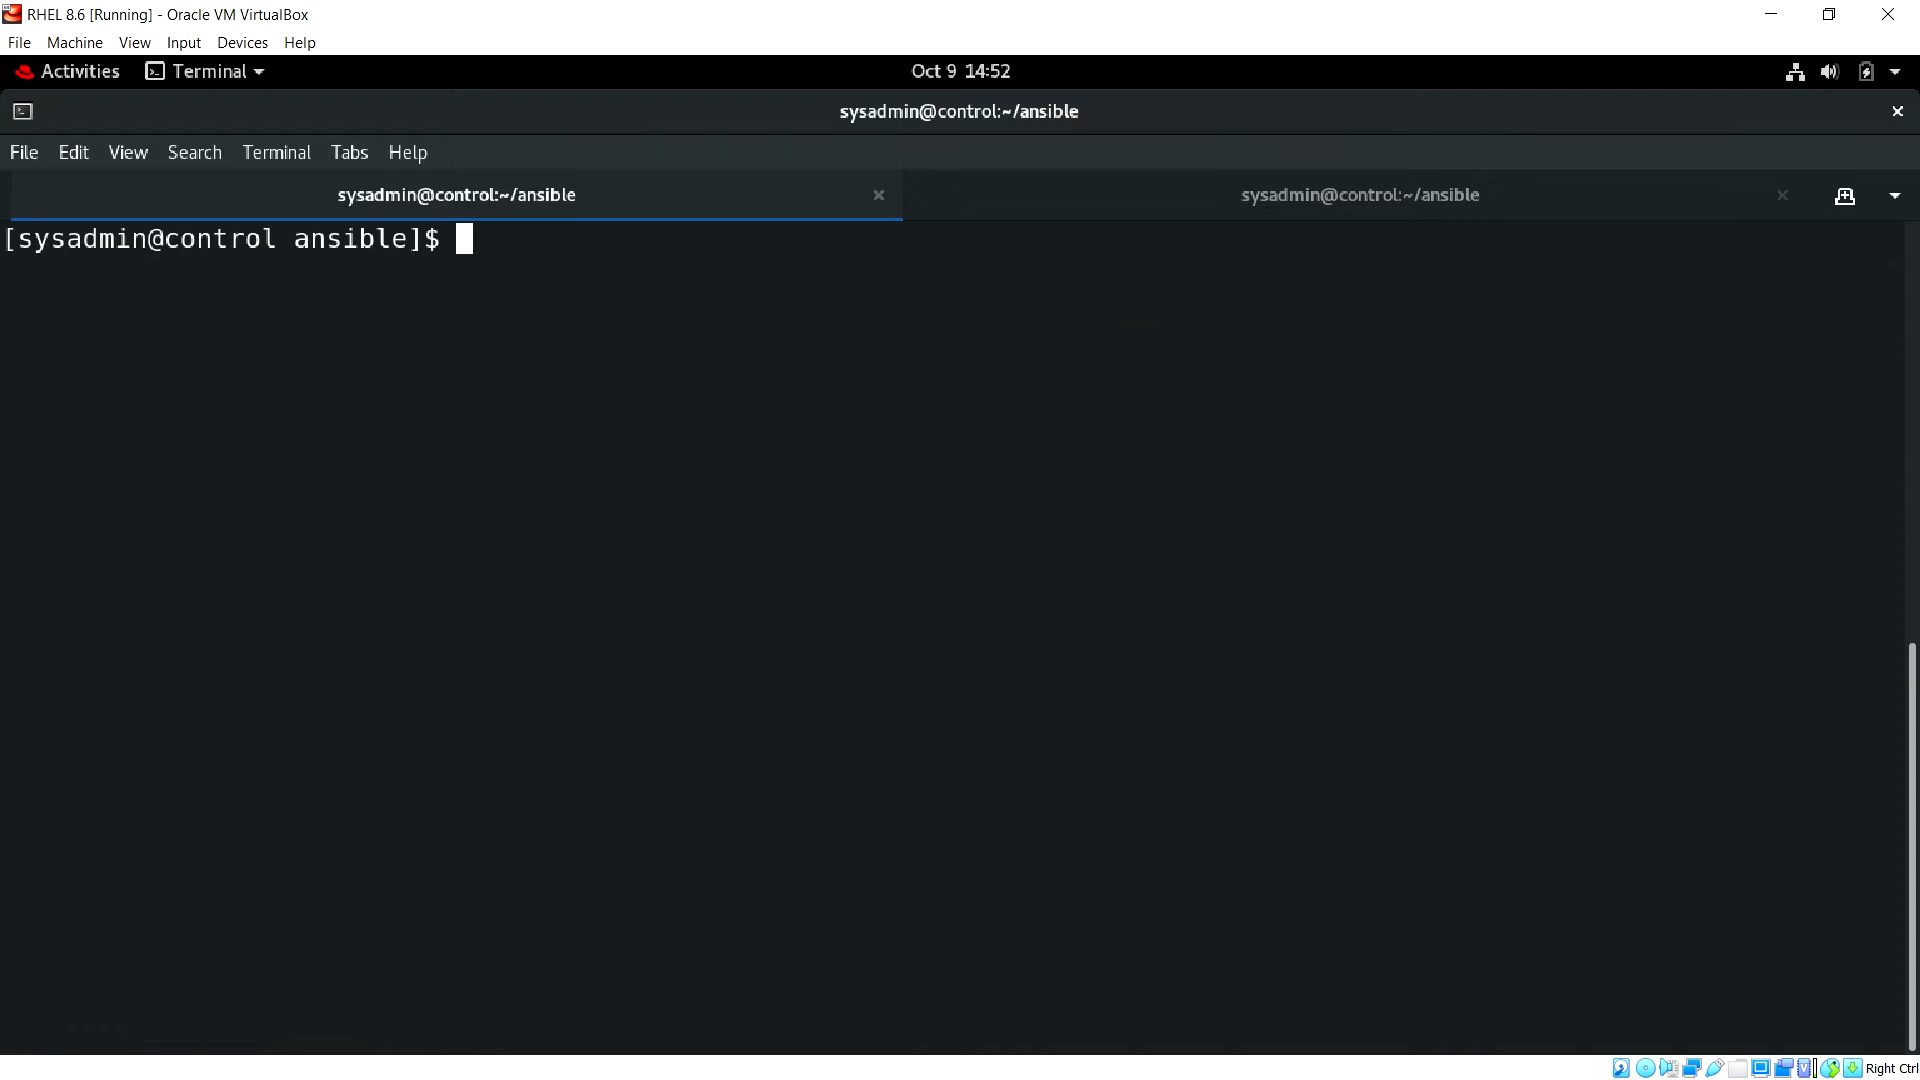 RHEL 8.6 [Running] - Oracle VM VirtualBox
File Machine View Input Devices Help
Activities Terminal Oct 9 14:52
sysadmin@control:~/ansible
File Edit View Search Terminal Tabs Help
sysadmin@control:~/ansible sysadmin@control:~/ansible
[sysadmin@control ansible]$
Right Ctrl